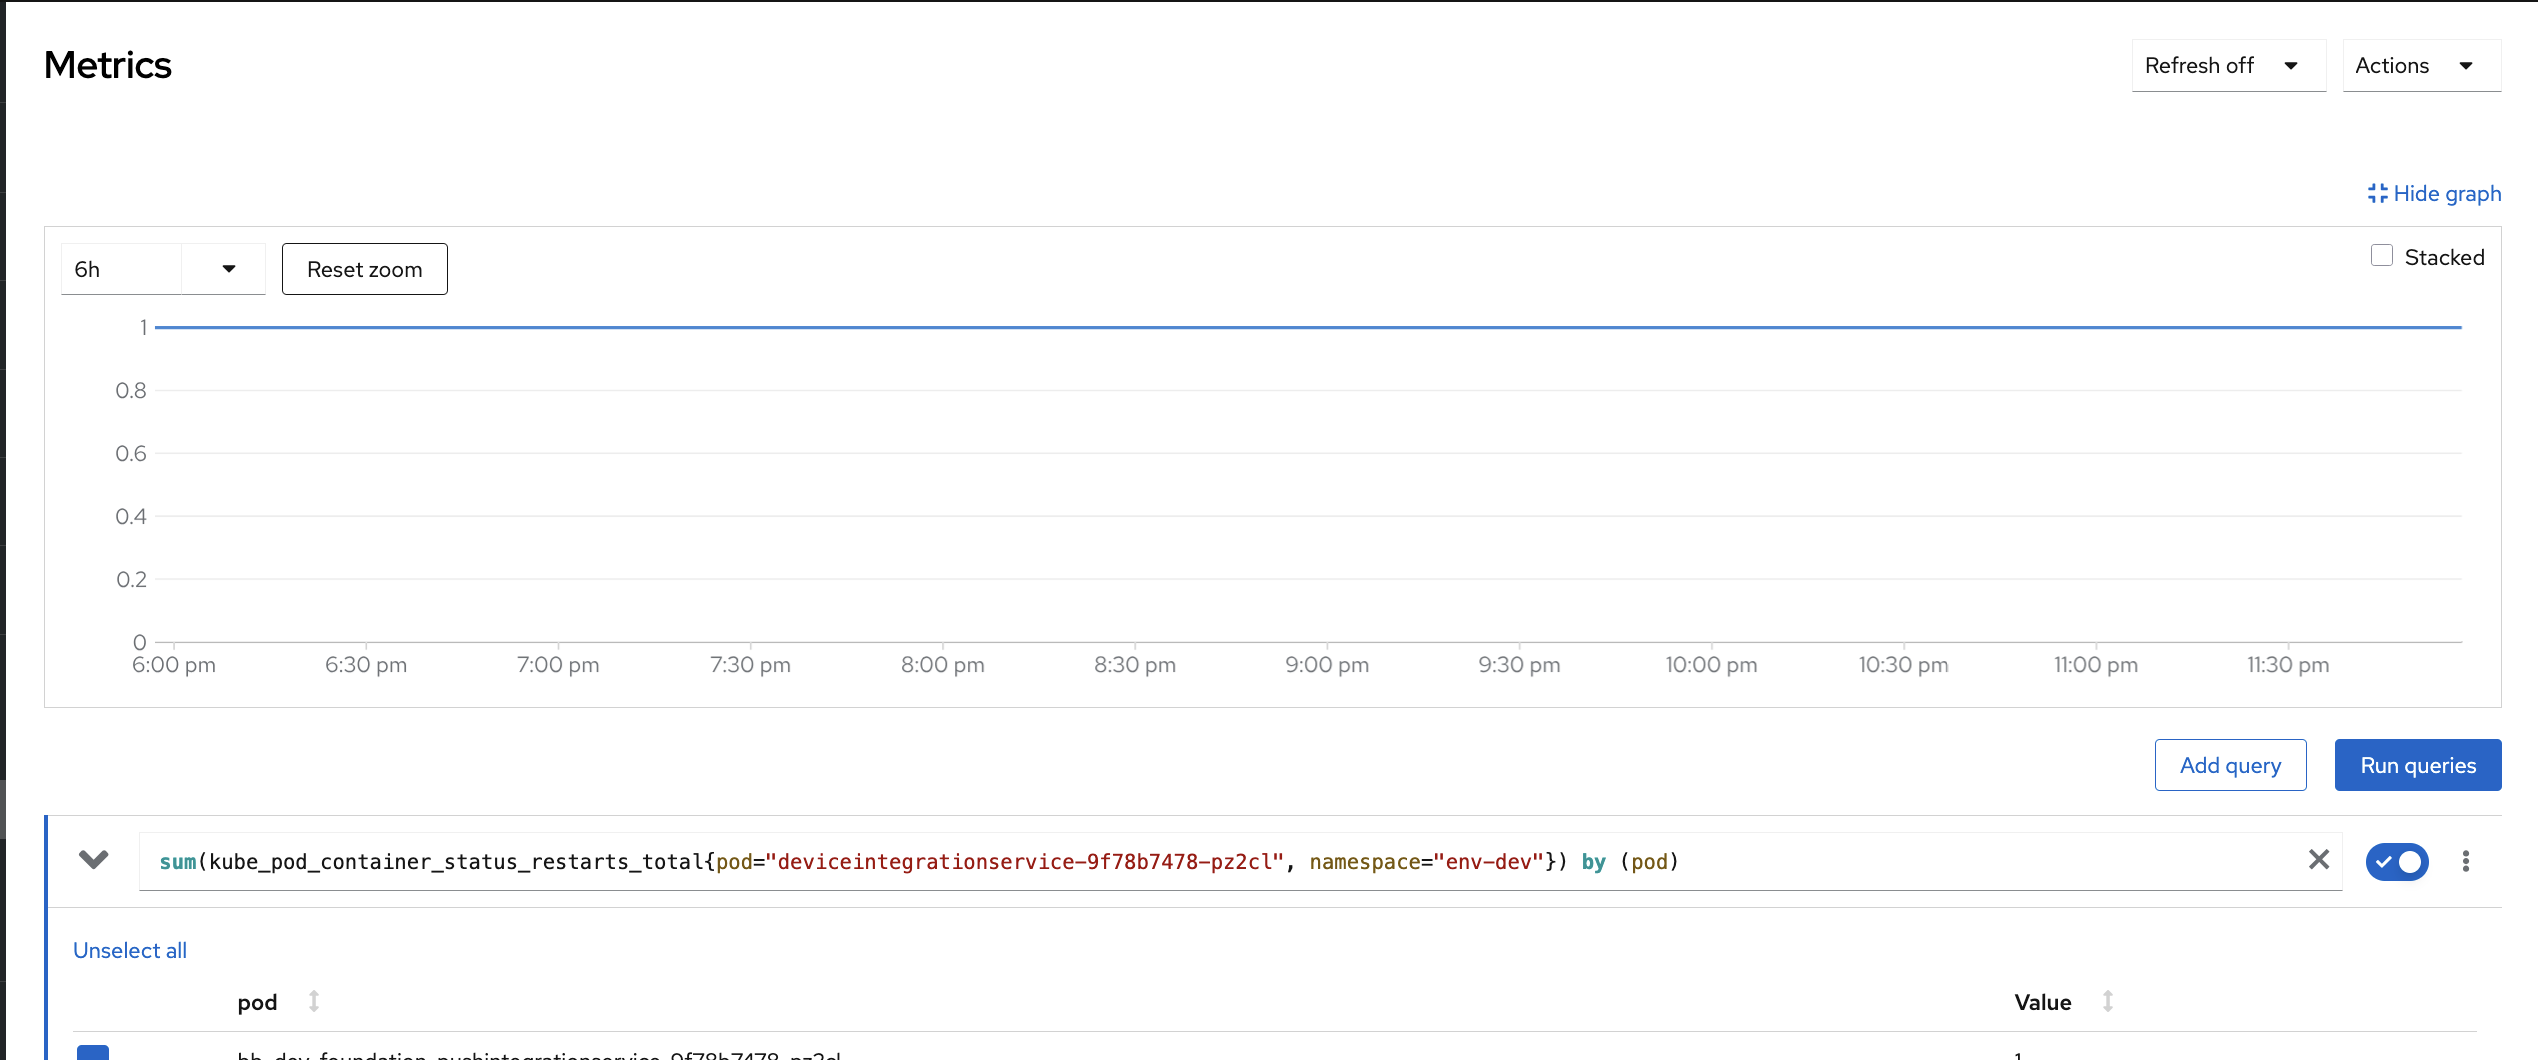 Metrics
Refresh off
Actions
Hide graph
6h
Reset zoom
Stacked
1
0.8
0.6
0.4
0.2
0
6:00 pm 6:30 pm 7:00 pm 7:30 pm 8:00 pm 8:30 pm 9:00 pm 9:30 pm 10:00 pm 10:30 pm 11:00 pm 11:30 pm
Add query
Run queries
sum(kube_pod_container_status_restarts_total{pod="deviceintegrationservice-9f78b7478-pz2cl", namespace="env-dev"}) by (pod)
Unselect all
pod Value